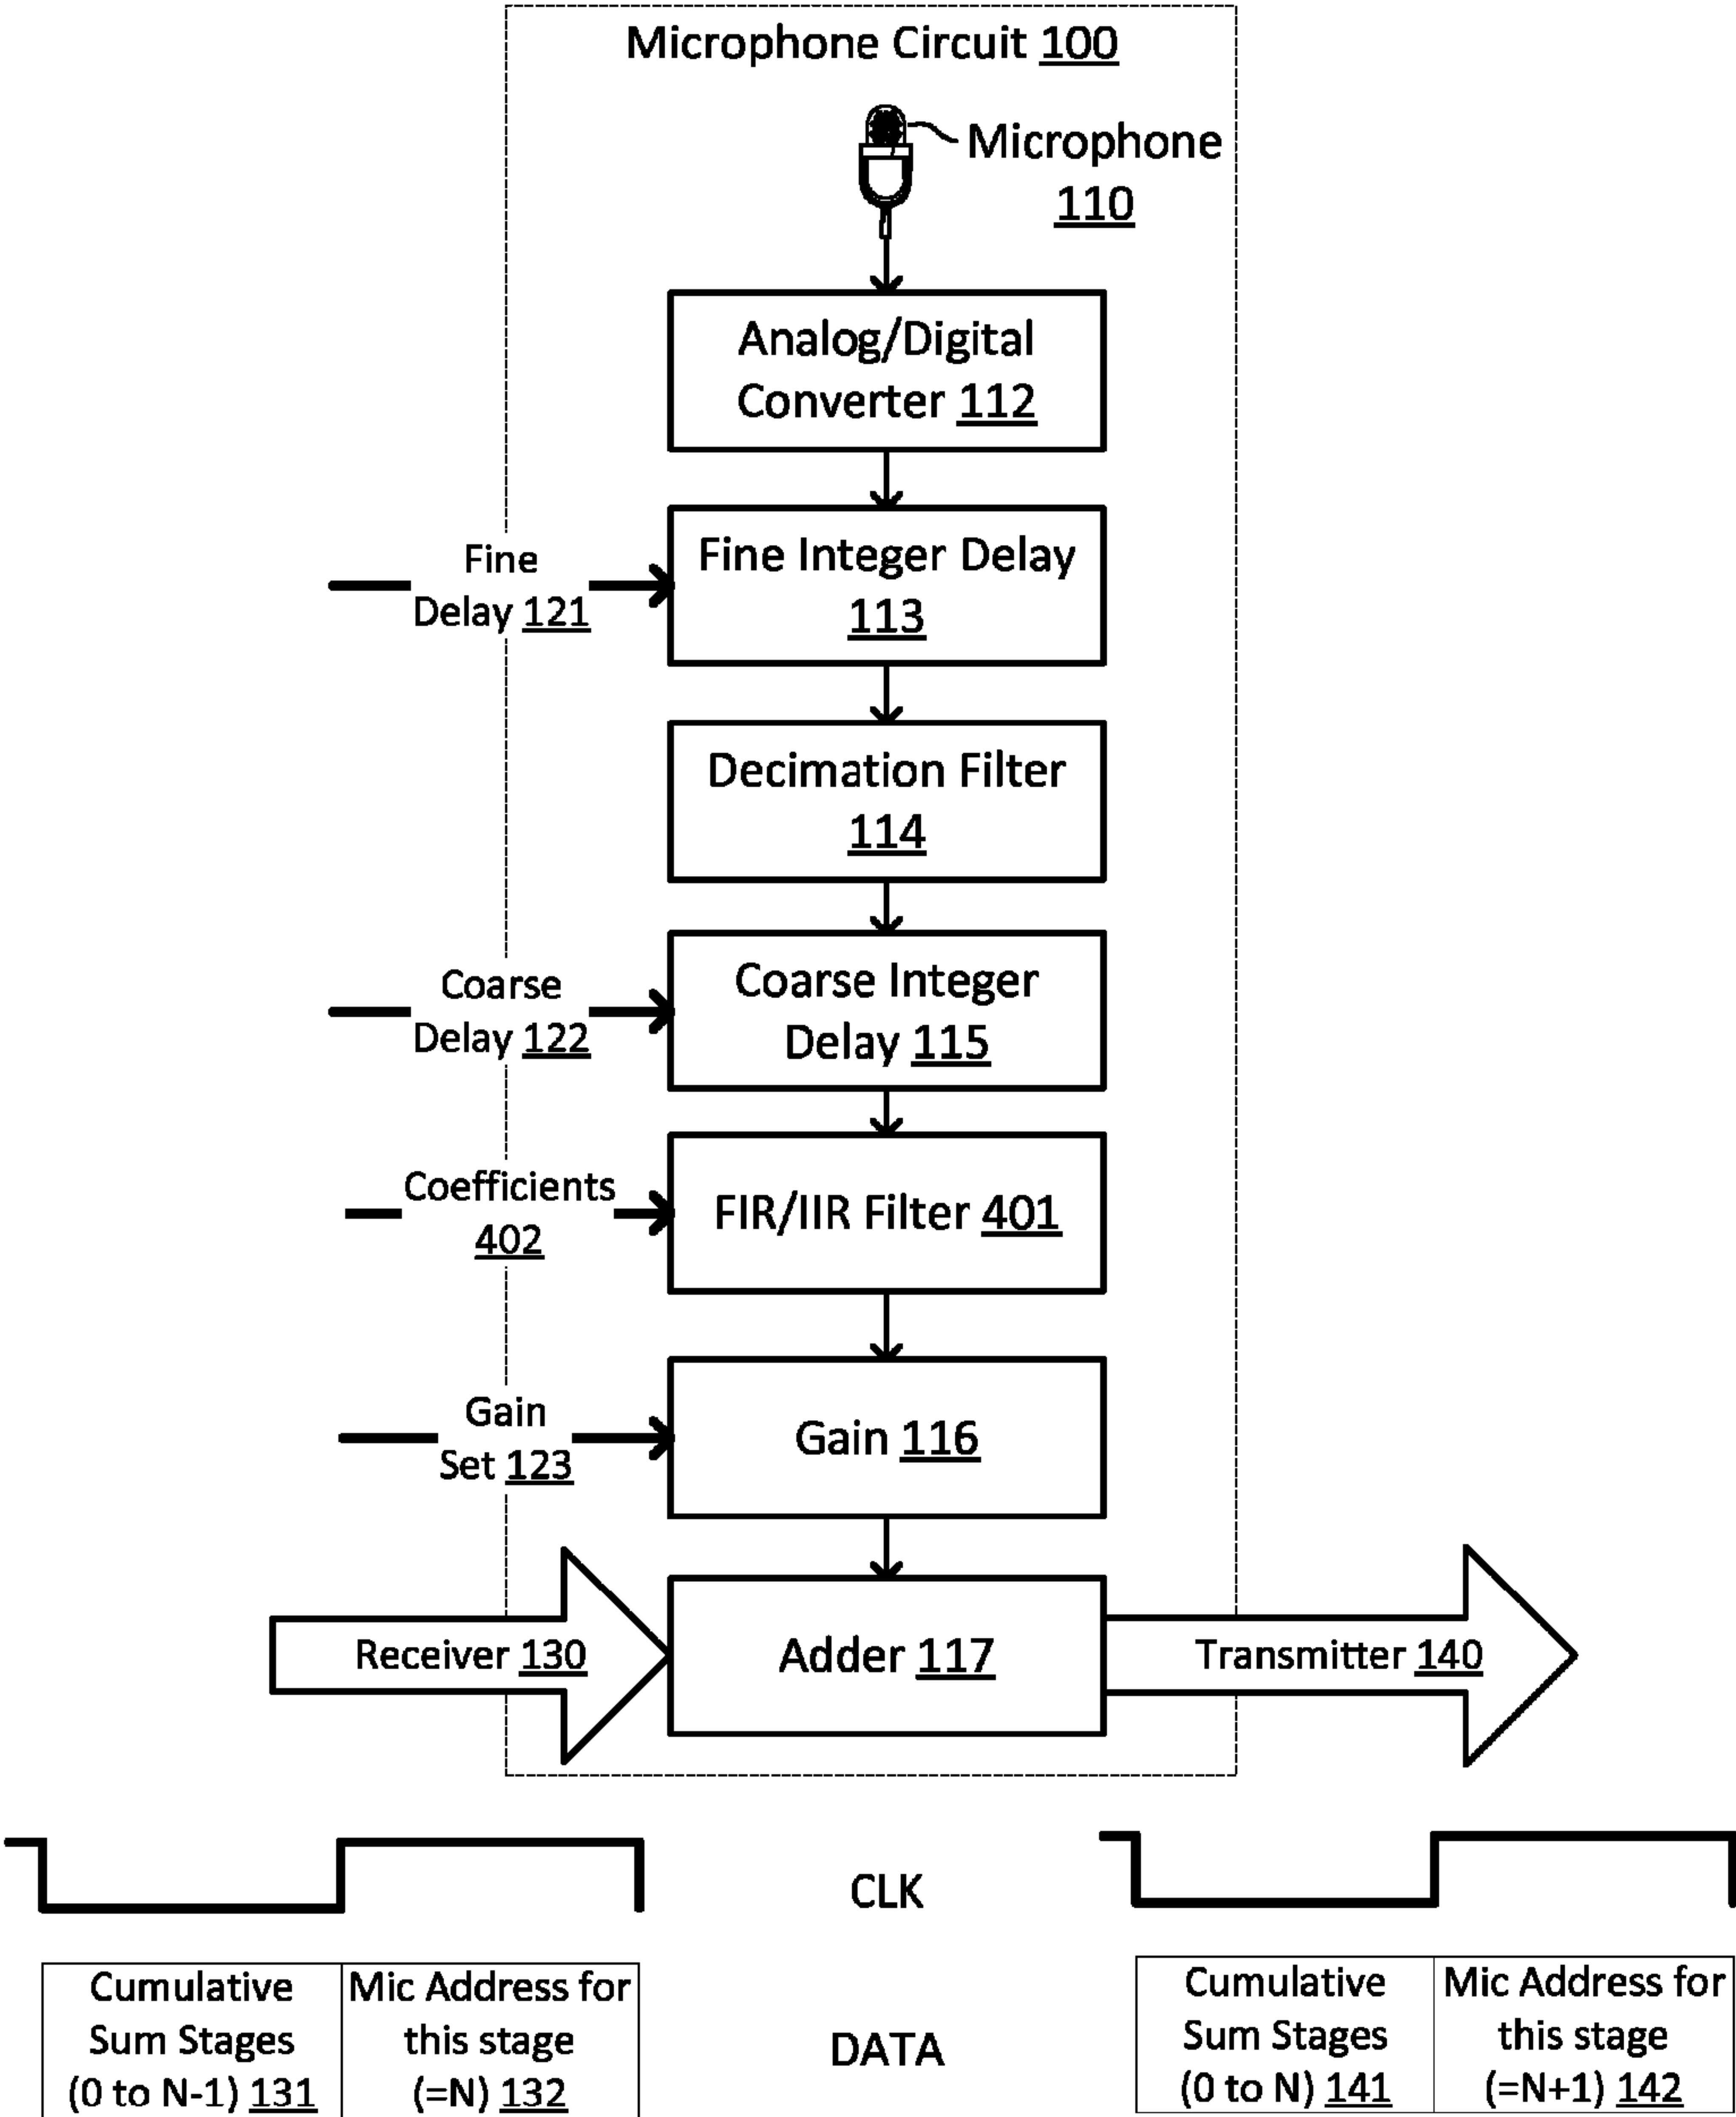 Microphone Circuit 100
Microphone
110
Analog/Digital
Converter 112
Fine
Delay 121
Fine Integer Delay
113
Decimation Filter
114
Coarse
Delay 122
Coarse Integer
Delay 115
Coefficients
402
FIR/IIR Filter 401
Gain
Set 123
Gain 116
Receiver 130
Adder 117
Transmitter 140
CLK
Cumulative
Sum Stages
(0 to N-1) 131
Mic Address for
this stage
(=N) 132
DATA
Cumulative
Sum Stages
(0 to N) 141
Mic Address for
this stage
(=N+1) 142